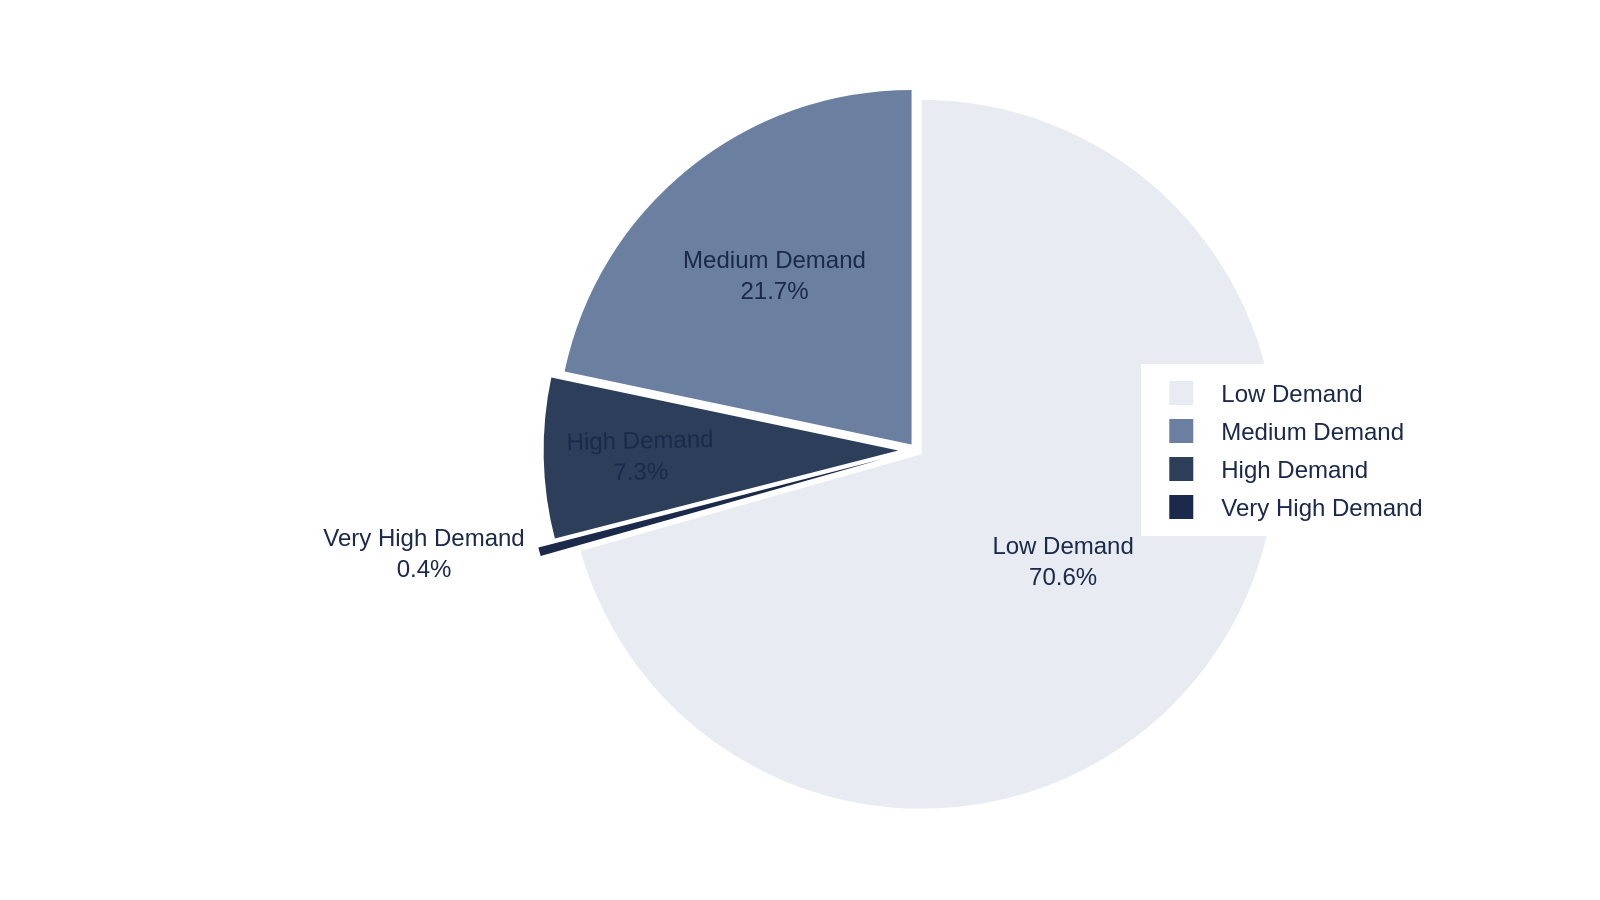 Medium Demand
21.7%
High Demand
7.3%
Very High Demand
0.4%
Low Demand
70.6%
Low Demand
Medium Demand
High Demand
Very High Demand